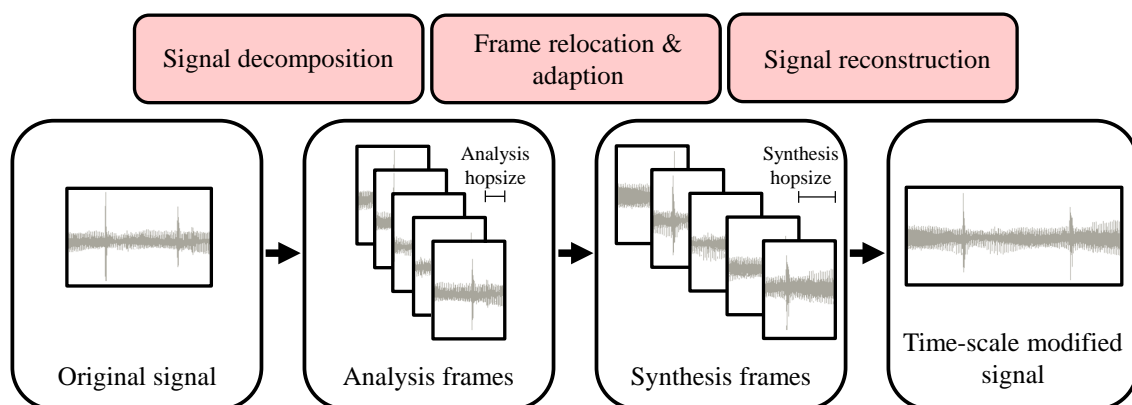 Signal decomposition
Frame relocation &
adaption
Signal reconstruction
Analysis
hopsize
Synthesis
hopsize
Original signal
Analysis frames
Synthesis frames
Time-scale modified
signal